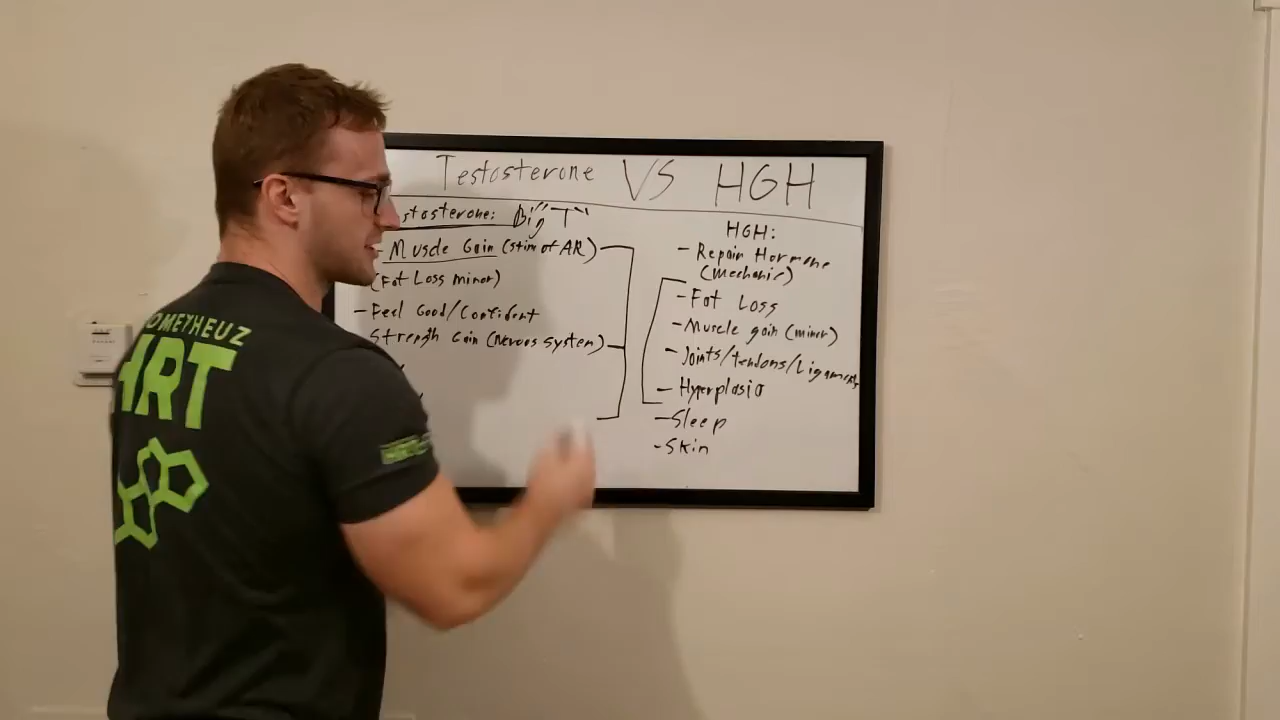 Testosterone VS HGH
stosterone: Big "T"
- Muscle Gain (stim of AR)
(Fat Loss minor)
- Feel Good/Confident
Strength Gain (Nervous System)
HGH:
- Repair Hormone
(mechanic)
- Fat Loss
- Muscle gain (minor)
- Joints/tendons/Ligaments
- Hyperplasia
- Sleep
- Skin
OMEYHEUZ
HRT